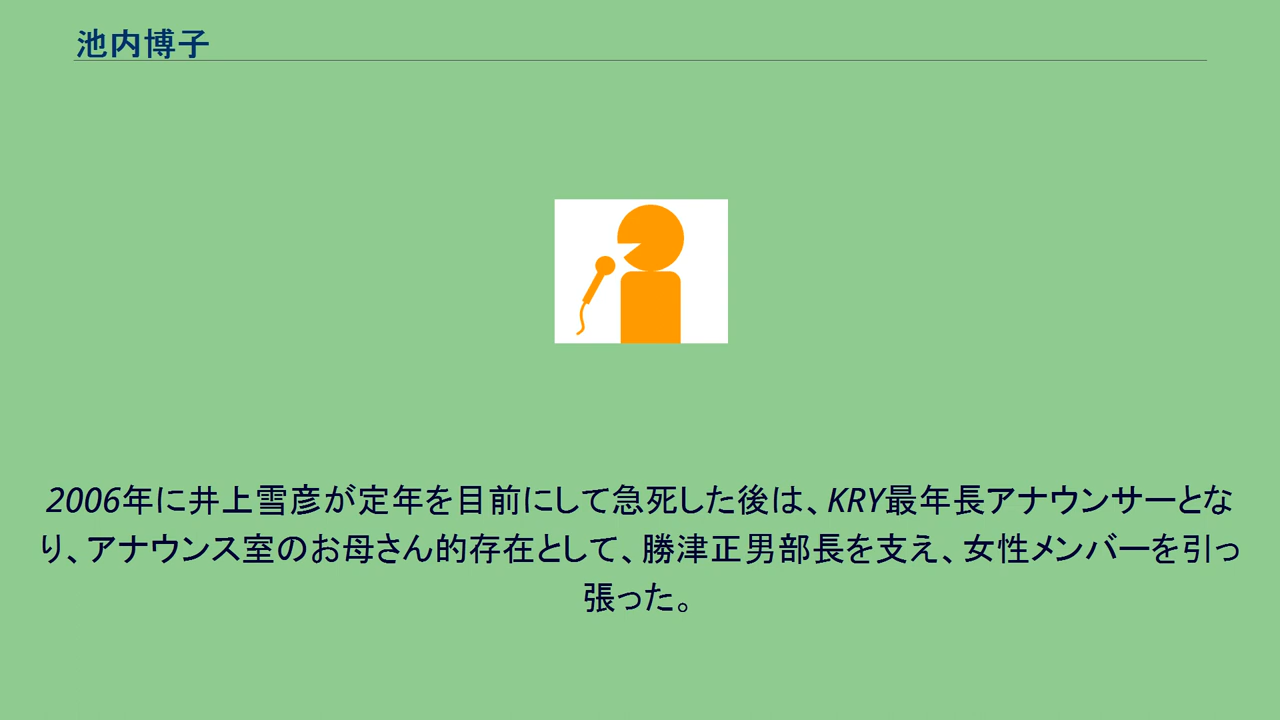 池内博子
2006年に井上雪彦が定年を目前にして急死した後は、KRY最年長アナウンサーとな
り、アナウンス室のお母さん的存在として、勝津正男部長を支え、女性メンバーを引っ
張った。